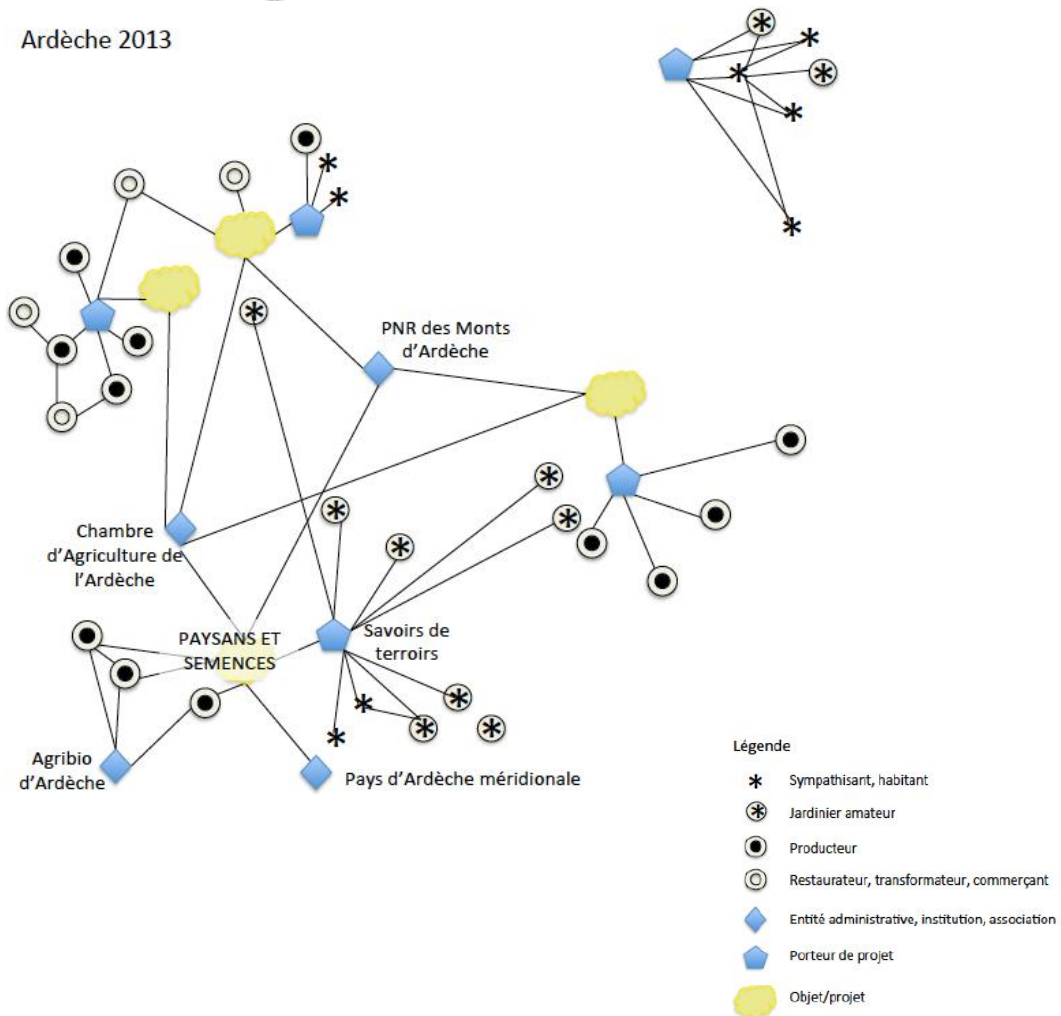 Ardèche 2013
PNR des Monts
d'Ardèche
Chambre
d'Agriculture de
l'Ardèche
PAYSANS ET
SEMENCES
Savoirs de
terroirs
Agribio
d'Ardèche
Pays d'Ardèche méridionale
Légende
Sympathisant, habitant
Jardinier amateur
Producteur
Restaurateur, transformateur, commerçant
Entité administrative, institution, association
Porteur de projet
Objet/projet